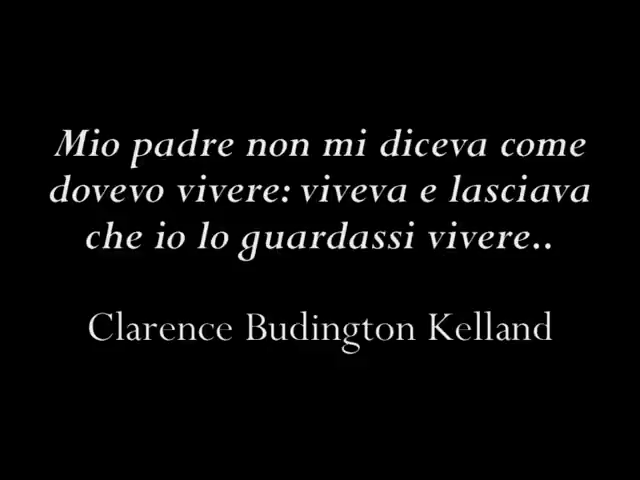 Mio padre non mi diceva come
dovevo vivere: viveva e lasciava
che io lo guardassi vivere..
Clarence Budington Kelland